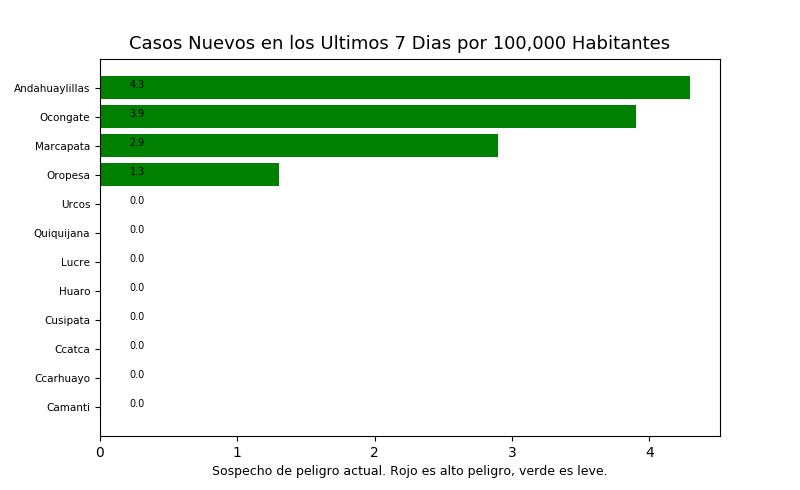 Casos Nuevos en los Ultimos 7 Dias por 100,000 Habitantes
Andahuaylillas 4.3
Ocongate 3.9
Marcapata 2.9
Oropesa 1.3
Urcos 0.0
Quiquijana 0.0
Lucre 0.0
Huaro 0.0
Cusipata 0.0
Ccatca 0.0
Ccarhuayo 0.0
Camanti 0.0
0 1 2 3 4
Sospecho de peligro actual. Rojo es alto peligro, verde es leve.